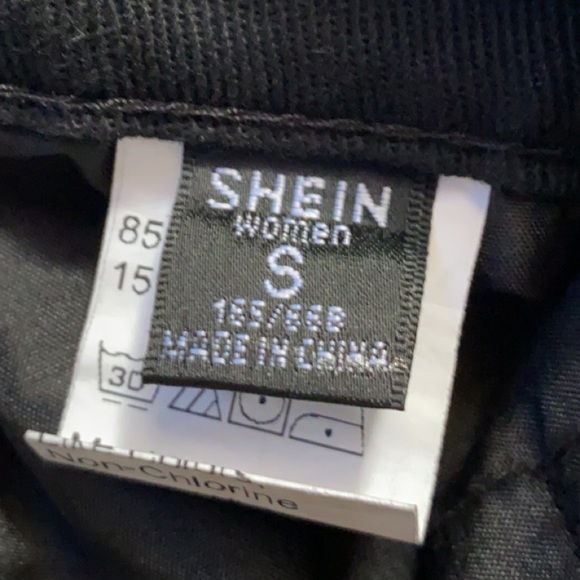 SHEIN
Women
S
MADE IN CHINA
85
15
30
Non-Chlorine